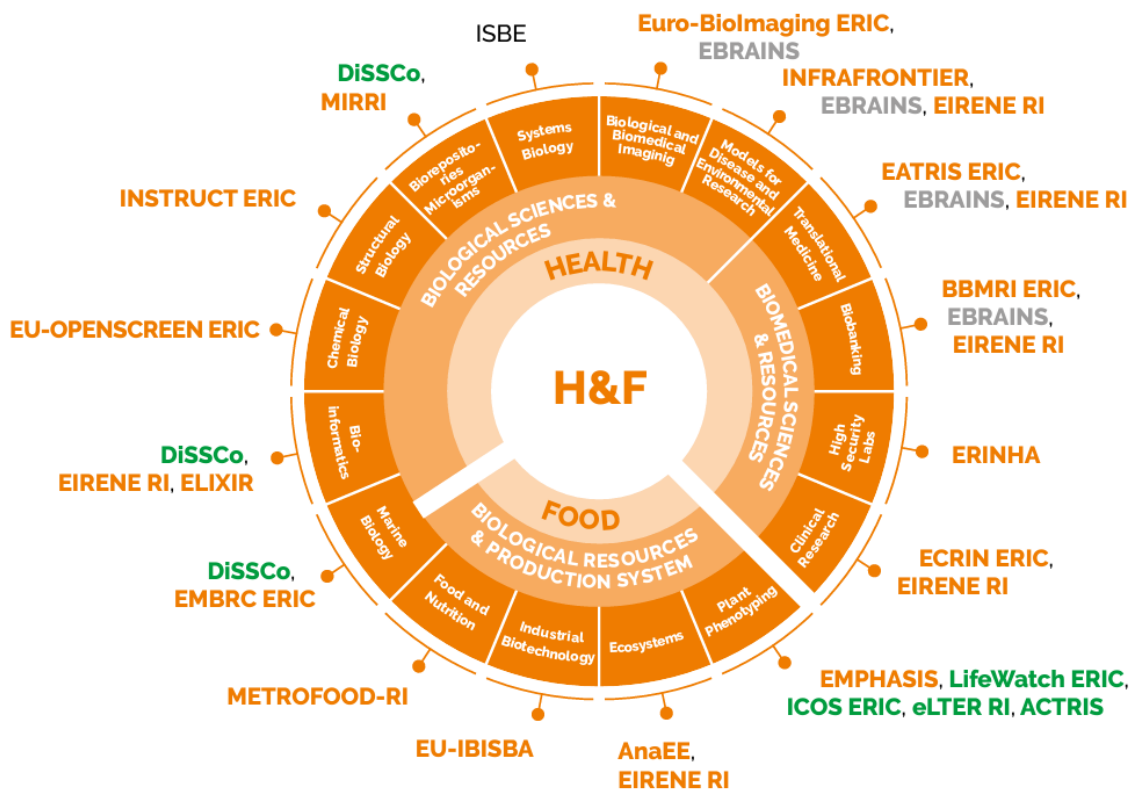 ISBE
Euro-BioImaging ERIC,
EBRAINS
DiSSCo,
MIRRI
INFRAFRONTIER,
EBRAINS, EIRENE RI
INSTRUCT ERIC
EATRIS ERIC,
EBRAINS, EIRENE RI
EU-OPENSCREEN ERIC
BBMRI ERIC,
EBRAINS,
EIRENE RI
DiSSCo,
EIRENE RI, ELIXIR
ERINHA
DiSSCo,
EMBRC ERIC
ECRIN ERIC,
EIRENE RI
METROFOOD-RI
EMPHASIS, LifeWatch ERIC,
ICOS ERIC, eLTER RI, ACTRIS
EU-IBISBA
AnaEE,
EIRENE RI
Systems
Biology
Biological and
Biomedical
Imaginig
Models for
Disease and
Environmental
Research
Translational
Medicine
Biobanking
High
Security
Labs
Clinical
Research
Plant
Phenotyping
Ecosystems
Industrial
Biotechnology
Food and
Nutrition
Marine
Biology
Bio-
informatics
Chemical
Biology
Structural
Biology
Bioreposito-
ries
Microorgan-
isms
BIOLOGICAL SCIENCES &
RESOURCES
BIOMEDICAL SCIENCES
& RESOURCES
BIOLOGICAL RESOURCES
& PRODUCTION SYSTEM
HEALTH
H&F
FOOD